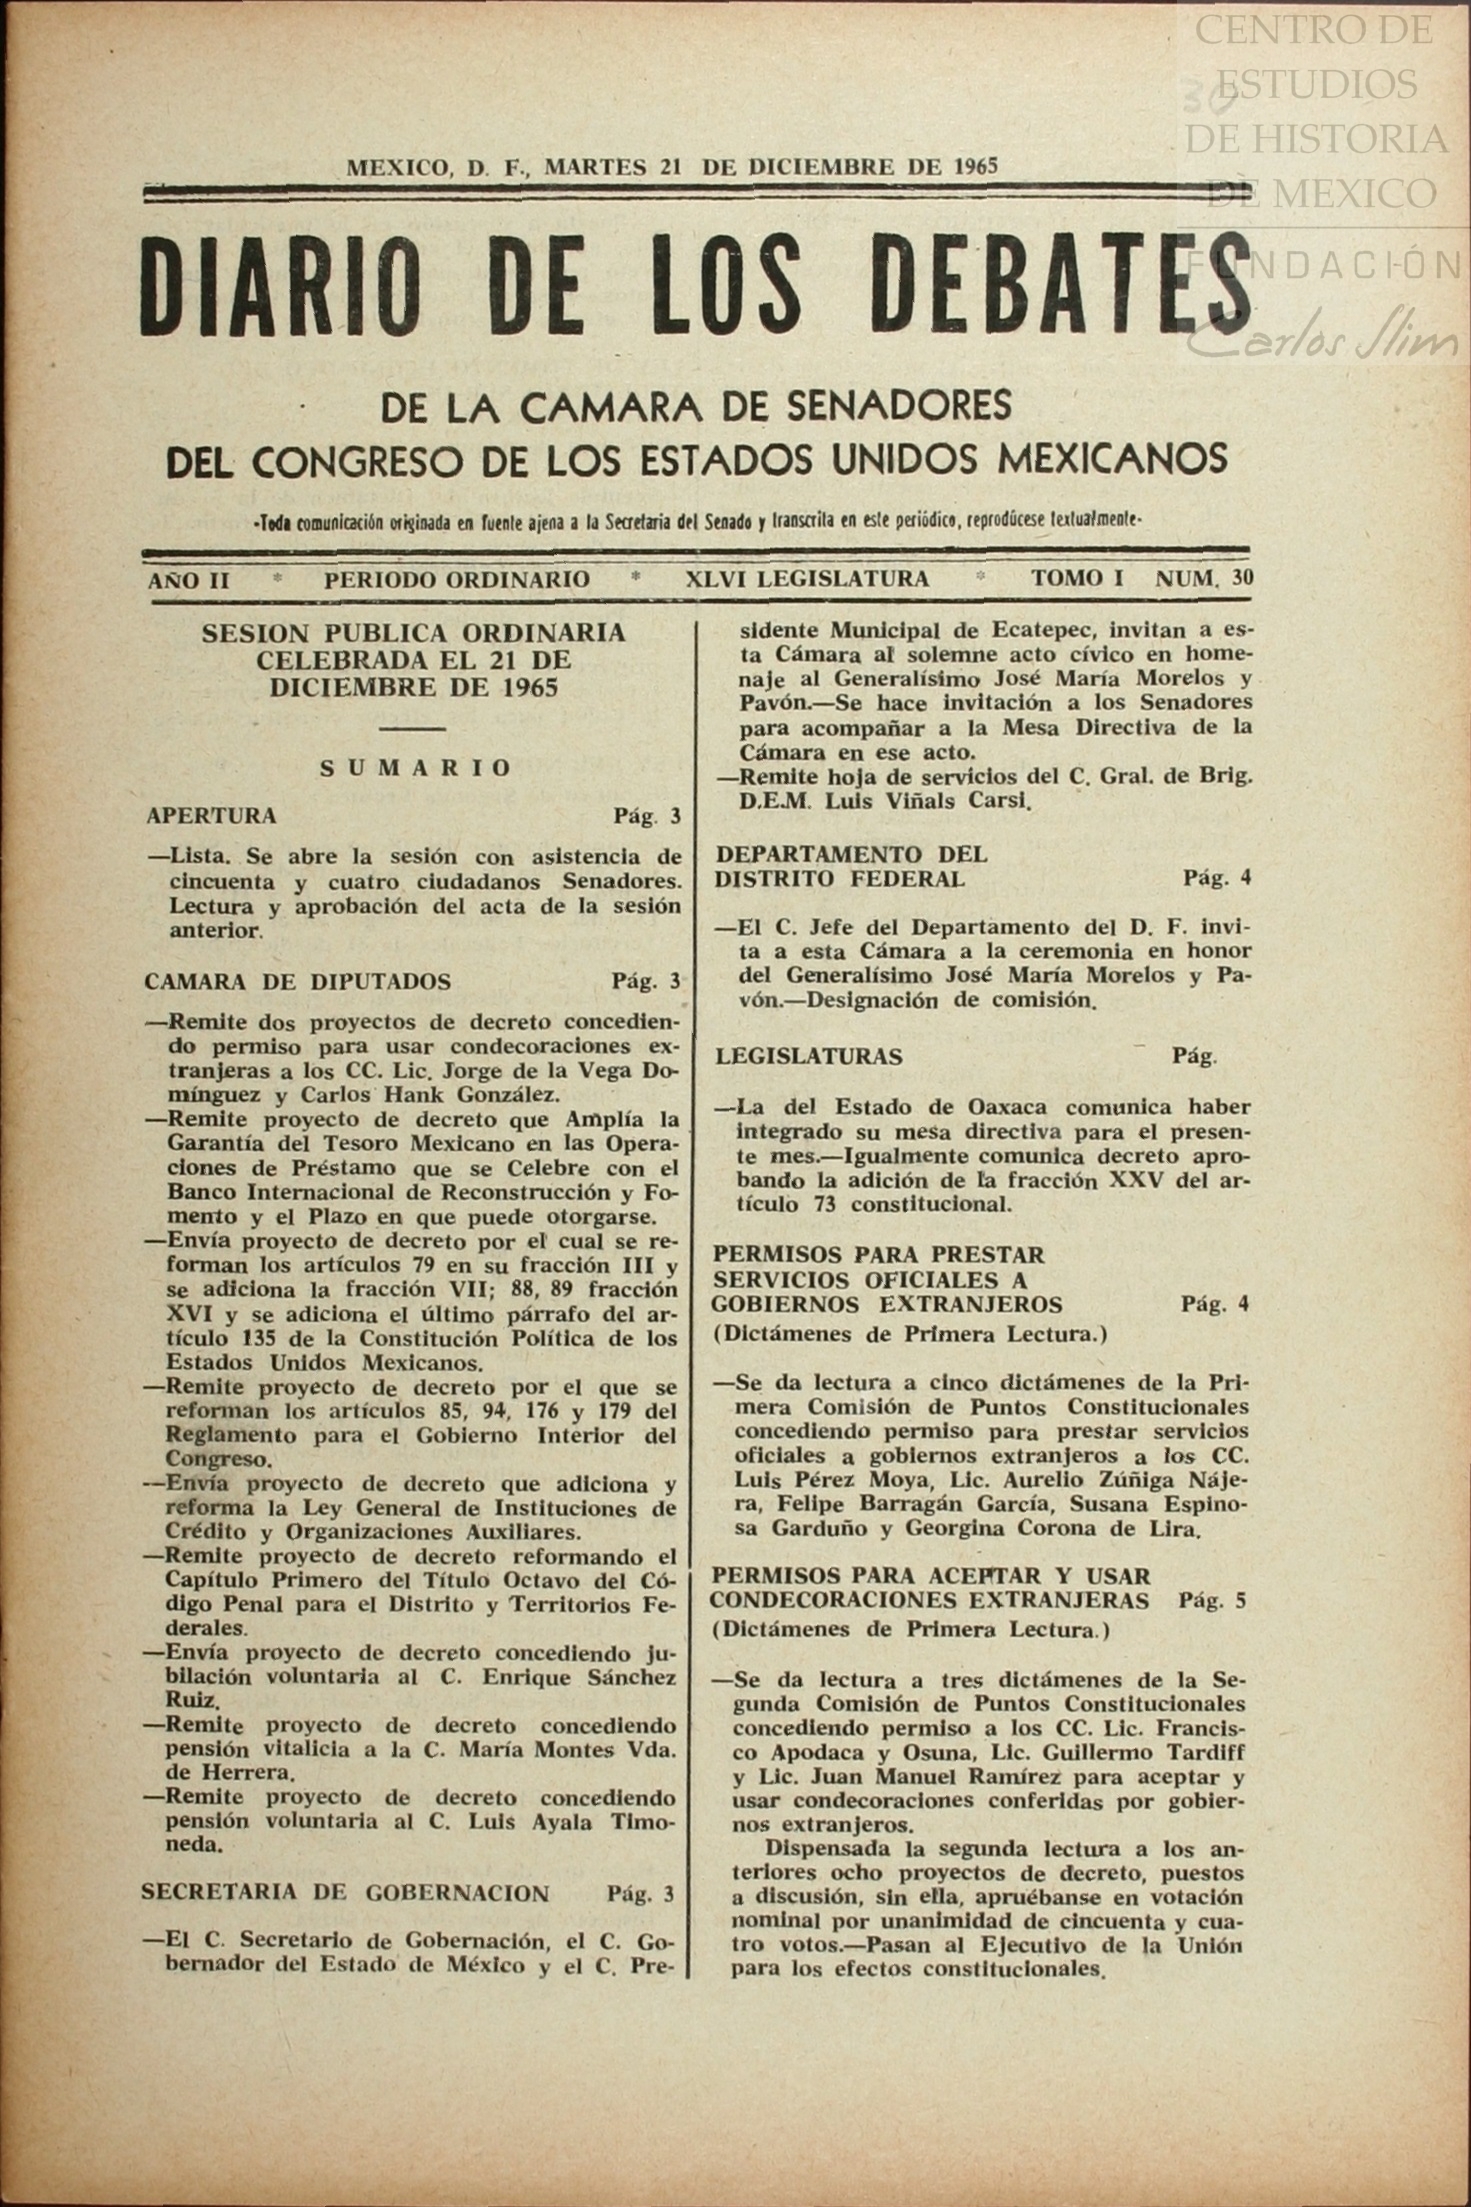 CENTRO DE
ESTUDIOS
DE HISTORIA
DE MEXICO
FUNDACIÓN
Carlos Slim
30
MEXICO, D. F., MARTES 21 DE DICIEMBRE DE 1965
DIARIO DE LOS DEBATES
DE LA CAMARA DE SENADORES
DEL CONGRESO DE LOS ESTADOS UNIDOS MEXICANOS
-Toda comunicación originada en fuente ajena a la Secretaria del Senado y transcrita en este periódico, reprodúcese textualmente-
AÑO II * PERIODO ORDINARIO * XLVI LEGISLATURA * TOMO I NUM. 30
SESION PUBLICA ORDINARIA
CELEBRADA EL 21 DE
DICIEMBRE DE 1965
SUMARIO
APERTURA Pág. 3
—Lista. Se abre la sesión con asistencia de
cincuenta y cuatro ciudadanos Senadores.
Lectura y aprobación del acta de la sesión
anterior.
CAMARA DE DIPUTADOS Pág. 3
—Remite dos proyectos de decreto concedien-
do permiso para usar condecoraciones ex-
tranjeras a los CC. Lic. Jorge de la Vega Do-
mínguez y Carlos Hank González.
—Remite proyecto de decreto que Amplía la
Garantía del Tesoro Mexicano en las Opera-
ciones de Préstamo que se Celebre con el
Banco Internacional de Reconstrucción y Fo-
mento y el Plazo en que puede otorgarse.
—Envía proyecto de decreto por el cual se re-
forman los artículos 79 en su fracción III y
se adiciona la fracción VII; 88, 89 fracción
XVI y se adiciona el último párrafo del ar-
tículo 135 de la Constitución Política de los
Estados Unidos Mexicanos.
—Remite proyecto de decreto por el que se
reforman los artículos 85, 94, 176 y 179 del
Reglamento para el Gobierno Interior del
Congreso.
—Envía proyecto de decreto que adiciona y
reforma la Ley General de Instituciones de
Crédito y Organizaciones Auxiliares.
—Remite proyecto de decreto reformando el
Capítulo Primero del Título Octavo del Có-
digo Penal para el Distrito y Territorios Fe-
derales.
—Envía proyecto de decreto concediendo ju-
bilación voluntaria al C. Enrique Sánchez
Ruiz.
—Remite proyecto de decreto concediendo
pensión vitalicia a la C. María Montes Vda.
de Herrera.
—Remite proyecto de decreto concediendo
pensión voluntaria al C. Luis Ayala Timo-
neda.
SECRETARIA DE GOBERNACION Pág. 3
—El C. Secretario de Gobernación, el C. Go-
bernador del Estado de México y el C. Pre-
sidente Municipal de Ecatepec, invitan a es-
ta Cámara al solemne acto cívico en home-
naje al Generalísimo José María Morelos y
Pavón.—Se hace invitación a los Senadores
para acompañar a la Mesa Directiva de la
Cámara en ese acto.
—Remite hoja de servicios del C. Gral. de Brig.
D.E.M. Luis Viñals Carsi.
DEPARTAMENTO DEL
DISTRITO FEDERAL Pág. 4
—El C. Jefe del Departamento del D. F. invi-
ta a esta Cámara a la ceremonia en honor
del Generalísimo José María Morelos y Pa-
vón.—Designación de comisión.
LEGISLATURAS Pág.
—La del Estado de Oaxaca comunica haber
integrado su mesa directiva para el presen-
te mes.—Igualmente comunica decreto apro-
bando la adición de la fracción XXV del ar-
tículo 73 constitucional.
PERMISOS PARA PRESTAR
SERVICIOS OFICIALES A
GOBIERNOS EXTRANJEROS Pág. 4
(Dictámenes de Primera Lectura.)
—Se da lectura a cinco dictámenes de la Pri-
mera Comisión de Puntos Constitucionales
concediendo permiso para prestar servicios
oficiales a gobiernos extranjeros a los CC.
Luis Pérez Moya, Lic. Aurelio Zúñiga Náje-
ra, Felipe Barragán García, Susana Espino-
sa Garduño y Georgina Corona de Lira.
PERMISOS PARA ACEPTAR Y USAR
CONDECORACIONES EXTRANJERAS Pág. 5
(Dictámenes de Primera Lectura.)
—Se da lectura a tres dictámenes de la Se-
gunda Comisión de Puntos Constitucionales
concediendo permiso a los CC. Lic. Francis-
co Apodaca y Osuna, Lic. Guillermo Tardiff
y Lic. Juan Manuel Ramírez para aceptar y
usar condecoraciones conferidas por gobier-
nos extranjeros.
Dispensada la segunda lectura a los an-
teriores ocho proyectos de decreto, puestos
a discusión, sin ella, apruébanse en votación
nominal por unanimidad de cincuenta y cua-
tro votos.—Pasan al Ejecutivo de la Unión
para los efectos constitucionales.